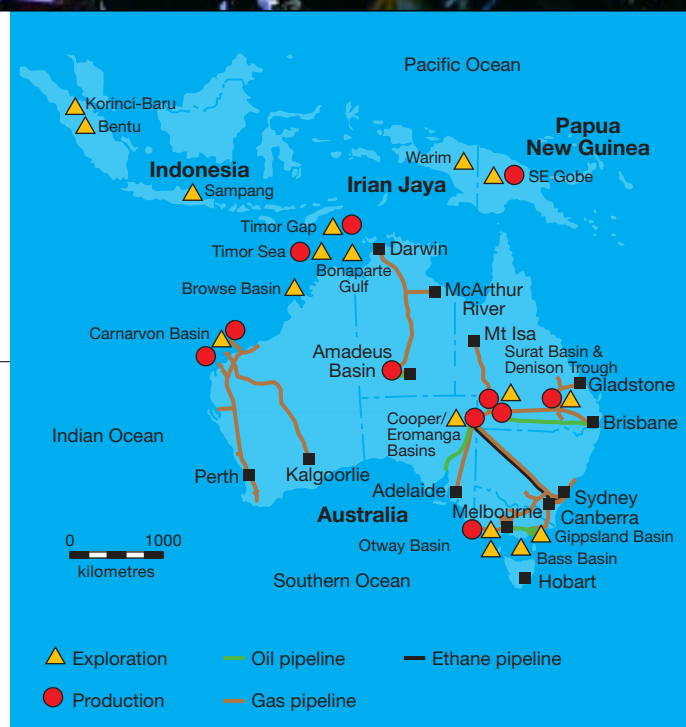 Pacific Ocean
Korinci-Baru
Bentu
Papua
New Guinea
Warim
Indonesia
SE Gobe
Irian Jaya
Sampang
Timor Gap
Timor Sea
Darwin
Bonaparte
Gulf
Browse Basin
McArthur
River
Carnarvon Basin
Mt Isa
Amadeus
Basin
Surat Basin &
Denison Trough
Gladstone
Cooper/
Eromanga
Basins
Brisbane
Indian Ocean
Perth
Kalgoorlie
Adelaide
Sydney
Australia
Melbourne
Canberra
Gippsland Basin
Otway Basin
Bass Basin
0 1000
kilometres
Southern Ocean
Hobart
Exploration
Oil pipeline
Ethane pipeline
Production
Gas pipeline